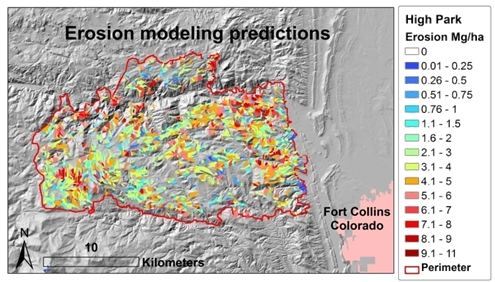 Erosion modeling predictions
N
10
Kilometers
Fort Collins
Colorado
High Park
Erosion Mg/ha
0
0.01 - 0.25
0.26 - 0.5
0.51 - 0.75
0.76 - 1
1.1 - 1.5
1.6 - 2
2.1 - 3
3.1 - 4
4.1 - 5
5.1 - 6
6.1 - 7
7.1 - 8
8.1 - 9
9.1 - 11
Perimeter